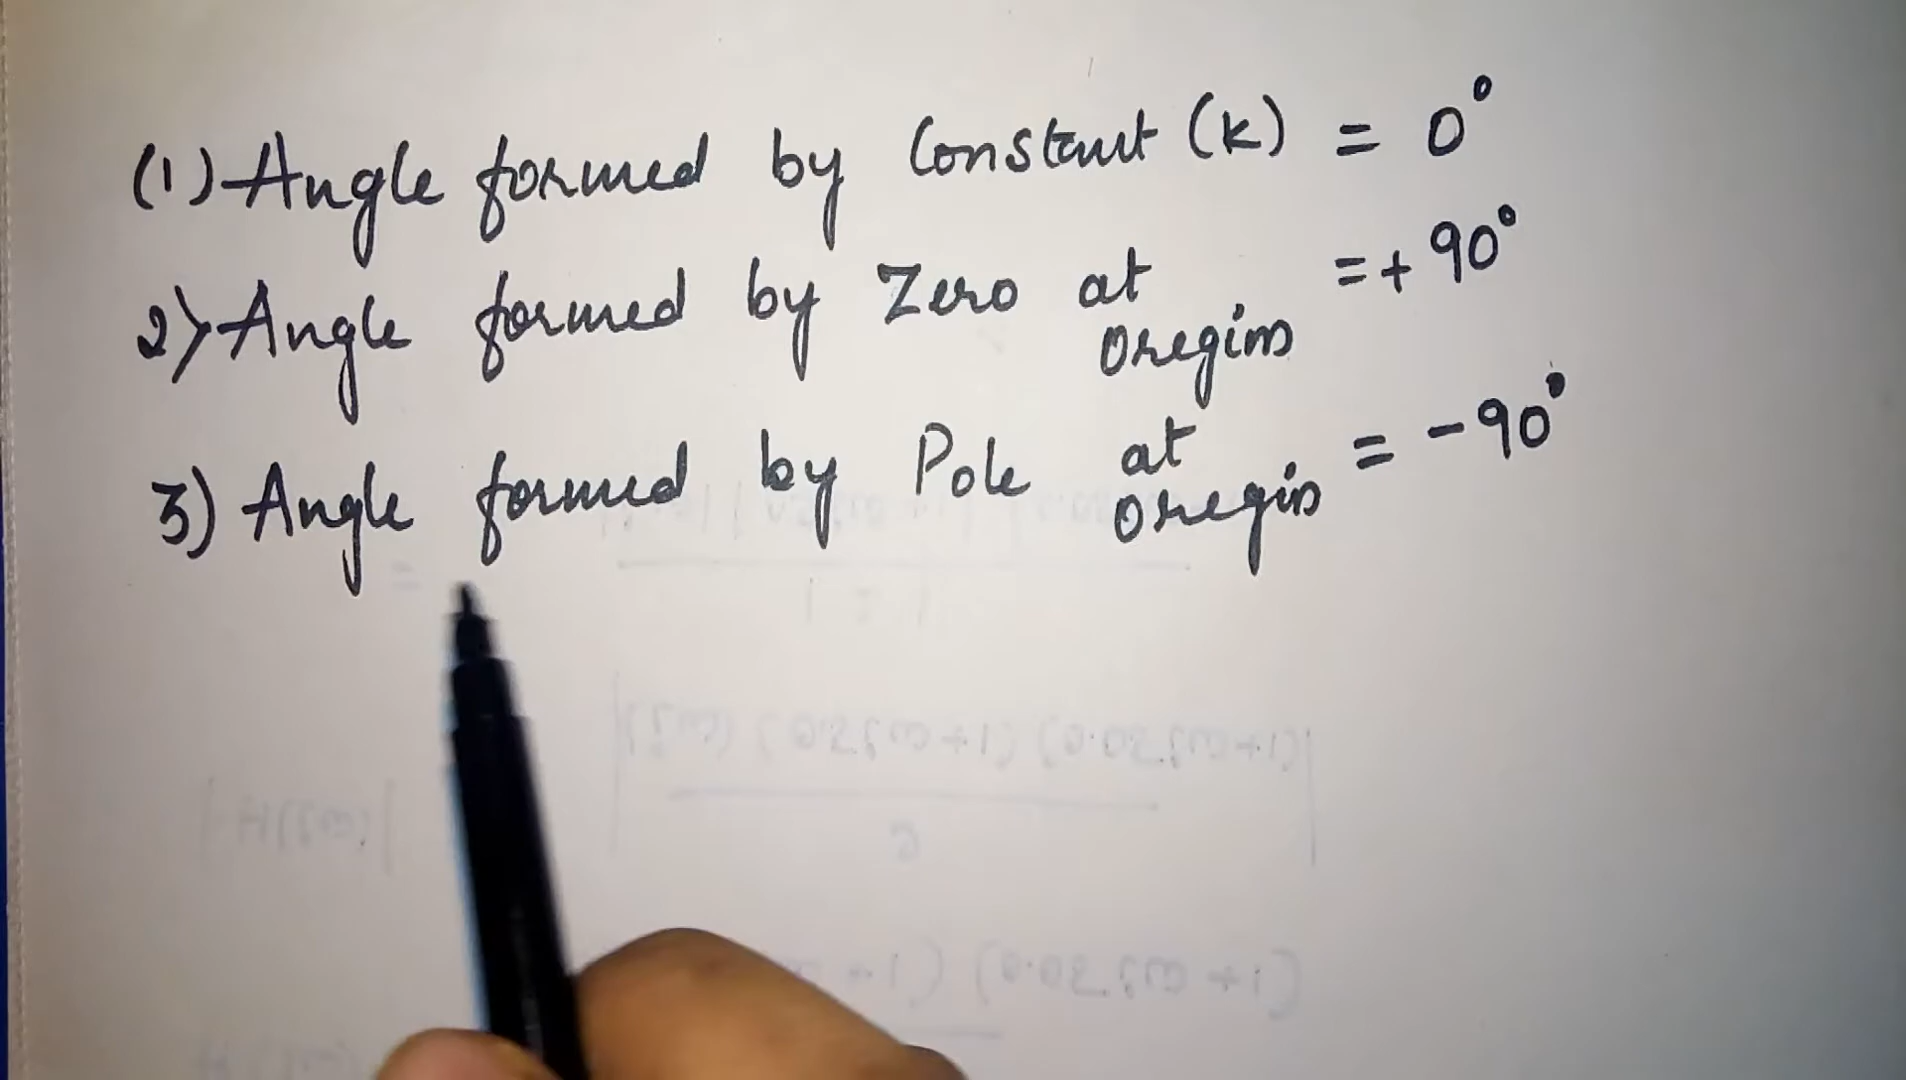 (1) Angle formed by Constant (K) = 0°
2) Angle formed by Zero at oregins = + 90°
3) Angle formed by Pole at oregin = - 90°